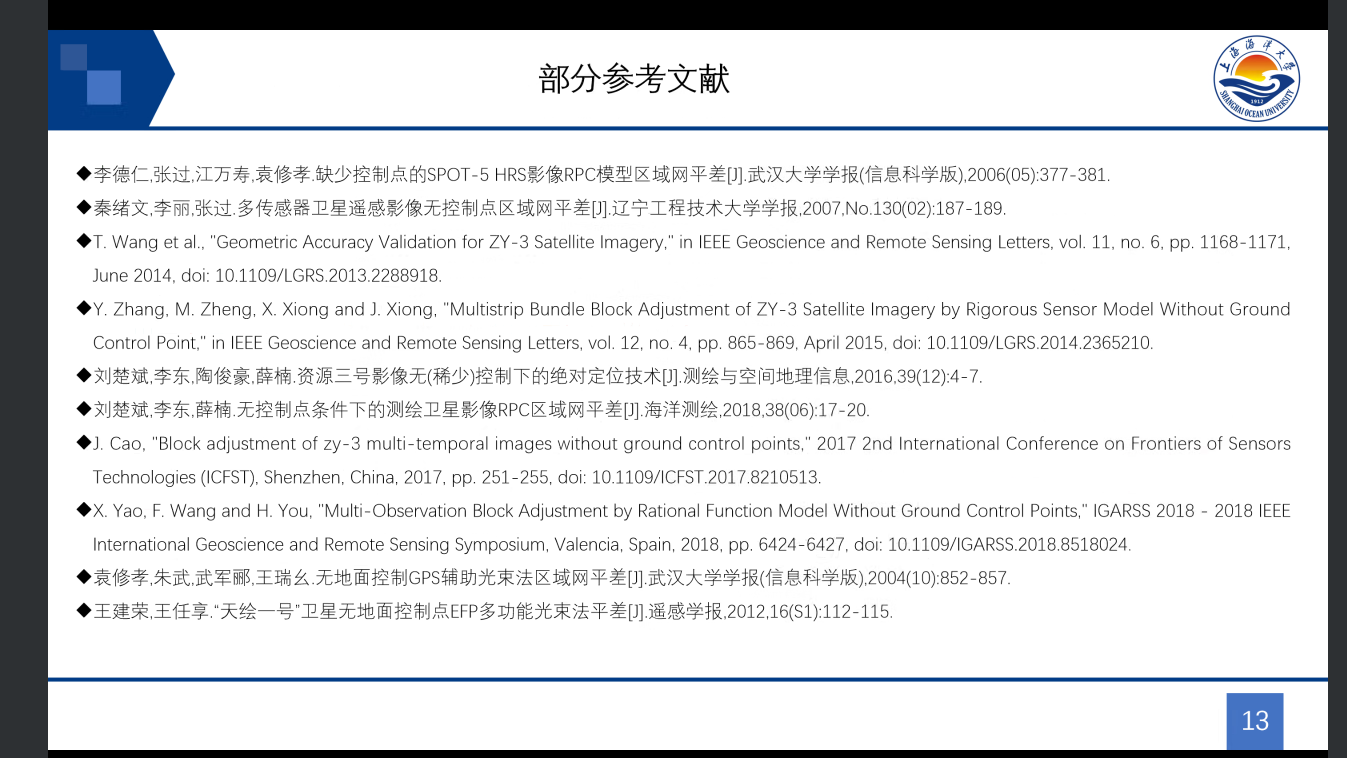 部分参考文献
上海海洋大学
1912
SHANGHAI OCEAN UNIVERSITY
◆李德仁,张过,江万寿,袁修孝.缺少控制点的SPOT-5 HRS影像RPC模型区域网平差[J].武汉大学学报(信息科学版),2006(05):377-381.
◆秦绪文,李丽,张过.多传感器卫星遥感影像无控制点区域网平差[J].辽宁工程技术大学学报,2007,No.130(02):187-189.
◆T. Wang et al., "Geometric Accuracy Validation for ZY-3 Satellite Imagery," in IEEE Geoscience and Remote Sensing Letters, vol. 11, no. 6, pp. 1168-1171,
June 2014, doi: 10.1109/LGRS.2013.2288918.
◆Y. Zhang, M. Zheng, X. Xiong and J. Xiong, "Multistrip Bundle Block Adjustment of ZY-3 Satellite Imagery by Rigorous Sensor Model Without Ground
Control Point," in IEEE Geoscience and Remote Sensing Letters, vol. 12, no. 4, pp. 865-869, April 2015, doi: 10.1109/LGRS.2014.2365210.
◆刘楚斌,李东,陶俊豪,薛楠.资源三号影像无(稀少)控制下的绝对定位技术[J].测绘与空间地理信息,2016,39(12):4-7.
◆刘楚斌,李东,薛楠.无控制点条件下的测绘卫星影像RPC区域网平差[J].海洋测绘,2018,38(06):17-20.
◆J. Cao, "Block adjustment of zy-3 multi-temporal images without ground control points," 2017 2nd International Conference on Frontiers of Sensors
Technologies (ICFST), Shenzhen, China, 2017, pp. 251-255, doi: 10.1109/ICFST.2017.8210513.
◆X. Yao, F. Wang and H. You, "Multi-Observation Block Adjustment by Rational Function Model Without Ground Control Points," IGARSS 2018 - 2018 IEEE
International Geoscience and Remote Sensing Symposium, Valencia, Spain, 2018, pp. 6424-6427, doi: 10.1109/IGARSS.2018.8518024.
◆袁修孝,朱武,武军郦,王瑞幺.无地面控制GPS辅助光束法区域网平差[J].武汉大学学报(信息科学版),2004(10):852-857.
◆王建荣,王任享.“天绘一号”卫星无地面控制点EFP多功能光束法平差[J].遥感学报,2012,16(S1):112-115.
13